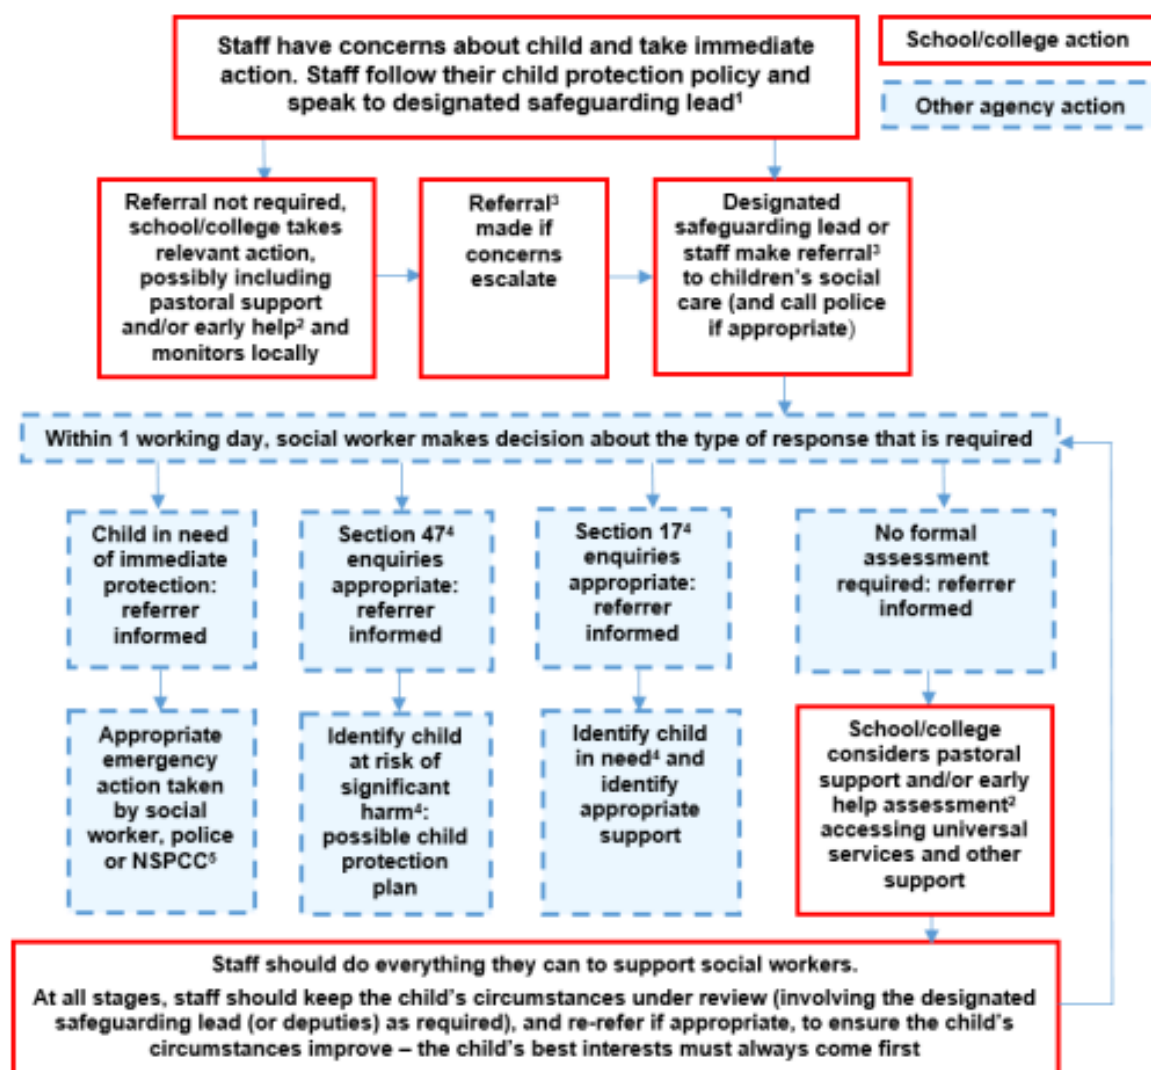 Staff have concerns about child and take immediate
action. Staff follow their child protection policy and
speak to designated safeguarding lead¹
School/college action
Other agency action
Referral not required,
school/college takes
relevant action,
possibly including
pastoral support
and/or early help² and
monitors locally
Referral³
made if
concerns
escalate
Designated
safeguarding lead or
staff make referral³
to children's social
care (and call police
if appropriate)
Within 1 working day, social worker makes decision about the type of response that is required
Child in need
of immediate
protection:
referrer
informed
Section 47⁴
enquiries
appropriate:
referrer
informed
Section 17⁴
enquiries
appropriate:
referrer
informed
No formal
assessment
required: referrer
informed
Appropriate
emergency
action taken
by social
worker, police
or NSPCC⁵
Identify child
at risk of
significant
harm⁴:
possible child
protection
plan
Identify child
in need⁴ and
identify
appropriate
support
School/college
considers pastoral
support and/or early
help assessment²
accessing universal
services and other
support
Staff should do everything they can to support social workers.
At all stages, staff should keep the child's circumstances under review (involving the designated
safeguarding lead (or deputies) as required), and re-refer if appropriate, to ensure the child's
circumstances improve – the child's best interests must always come first